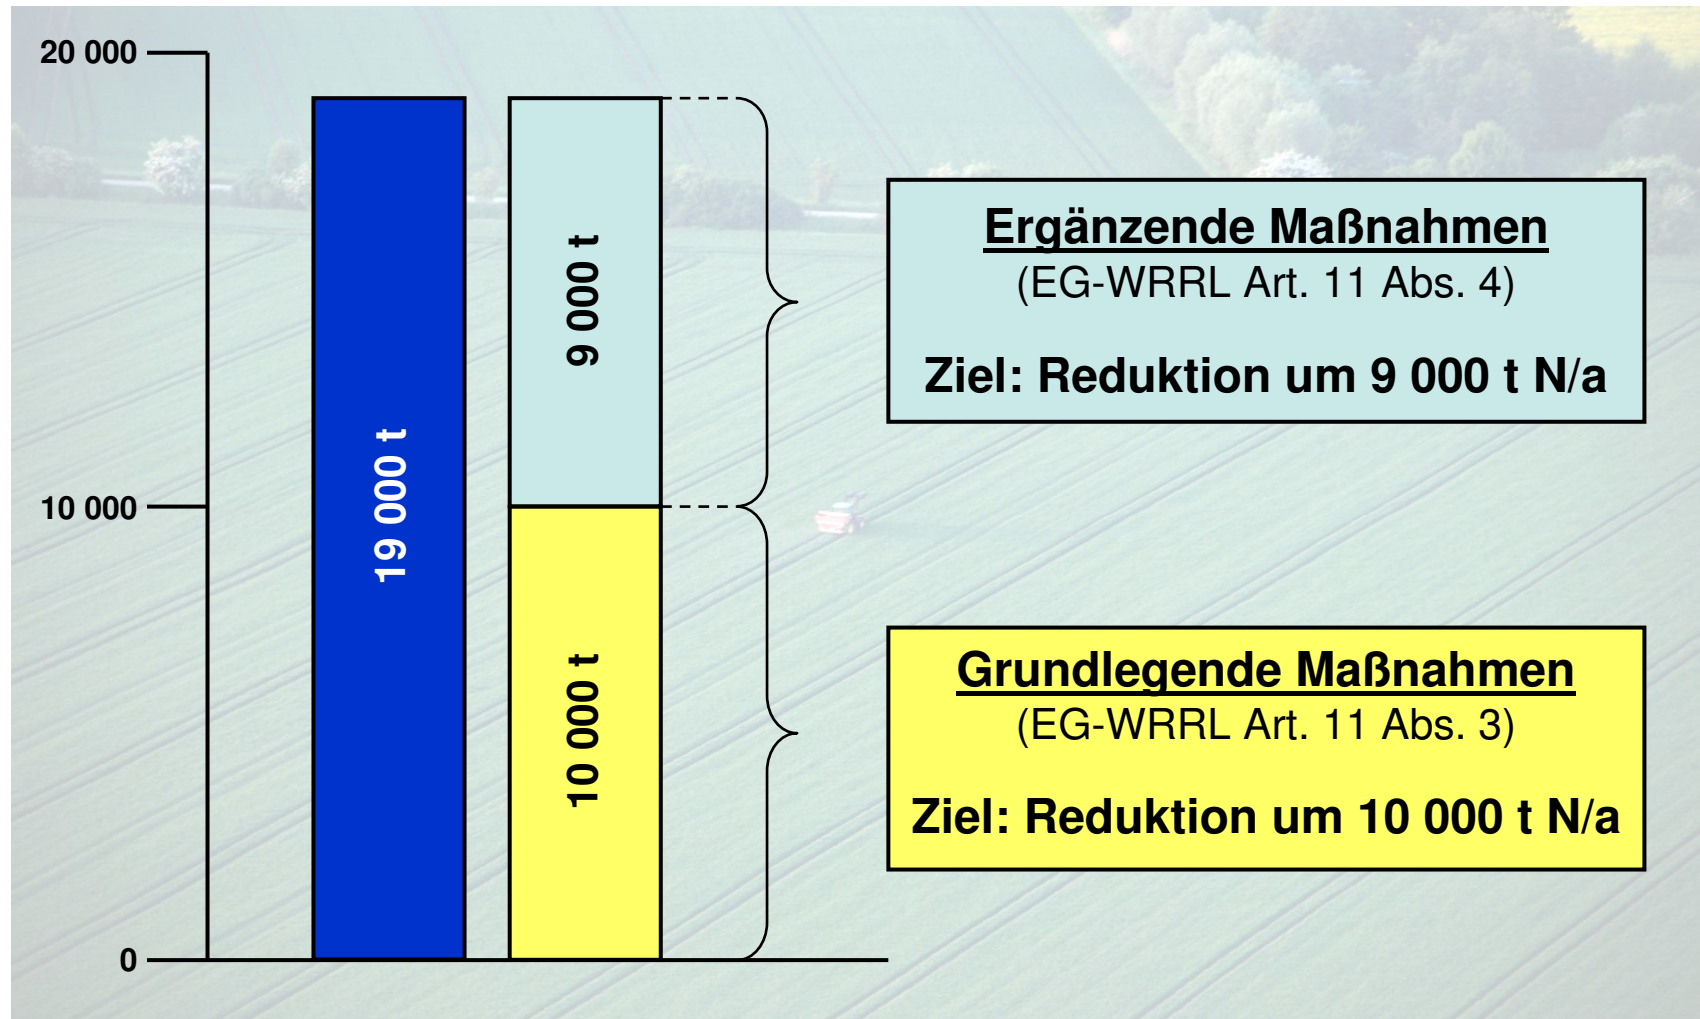 20 000
10 000
0
19 000 t
9 000 t
10 000 t
Ergänzende Maßnahmen
(EG-WRRL Art. 11 Abs. 4)
Ziel: Reduktion um 9 000 t N/a
Grundlegende Maßnahmen
(EG-WRRL Art. 11 Abs. 3)
Ziel: Reduktion um 10 000 t N/a